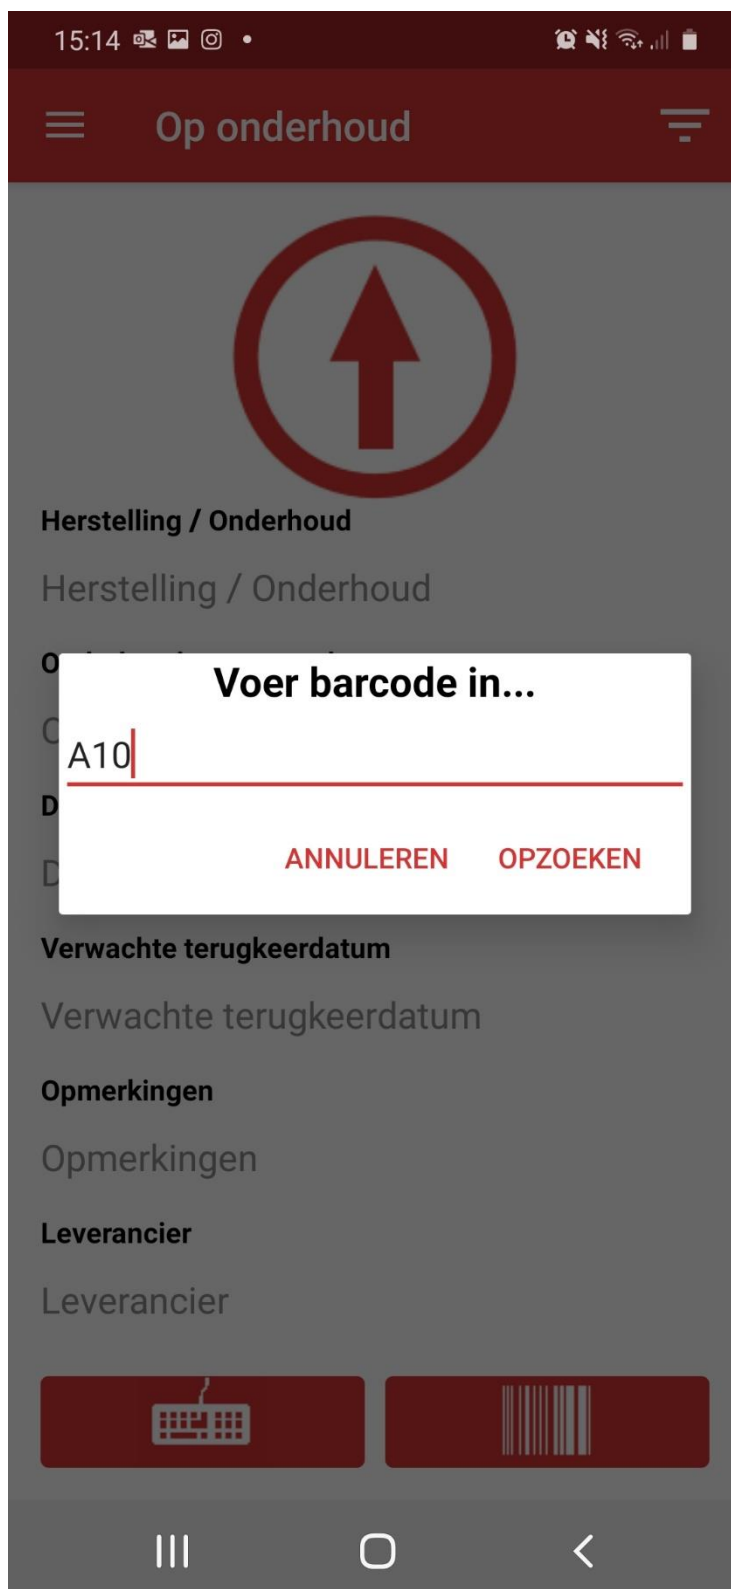 15:14
Op onderhoud
Herstelling / Onderhoud
Herstelling / Onderhoud
Voer barcode in...
A10
ANNULEREN OPZOEKEN
Verwachte terugkeerdatum
Verwachte terugkeerdatum
Opmerkingen
Opmerkingen
Leverancier
Leverancier